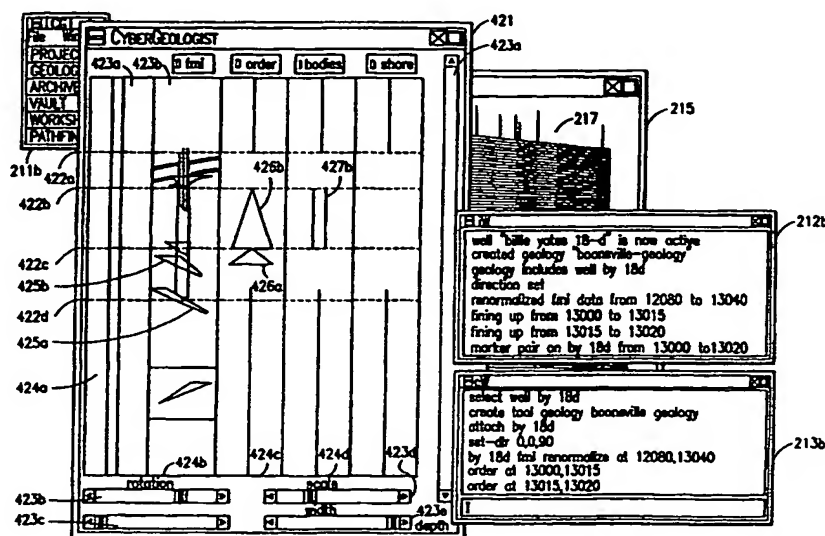 421
CYBERGEOLOGIST
423a
File
PROJEC
GEOLOG
ARCHIVE
VAULT
WORKSH
PATHFIN
211b
423a 423b
0 fmi
0 order
1 bodies
0 shore
217
215
422a
422b
426b
427b
422c
425b
426a
422d
425a
424a
212b
well "billie yates 18-d" is now active
created geology "boonsville-geology"
geology includes well by 18d
direction set
renormalized fmi data from 12080 to 13040
fining up from 13000 to 13015
fining up from 13015 to 13020
marker pair on by 18d from 13000 to13020
select well by 18d
create tool geology boonsville geology
attach by 18d
set-dir 0,0,90
by 18d fmi renormalize at 12080,13040
order at 13000,13015
order at 13015,13020
213b
424b
424c
424d
423d
rotation
scale
423b
width
423e
423c
depth